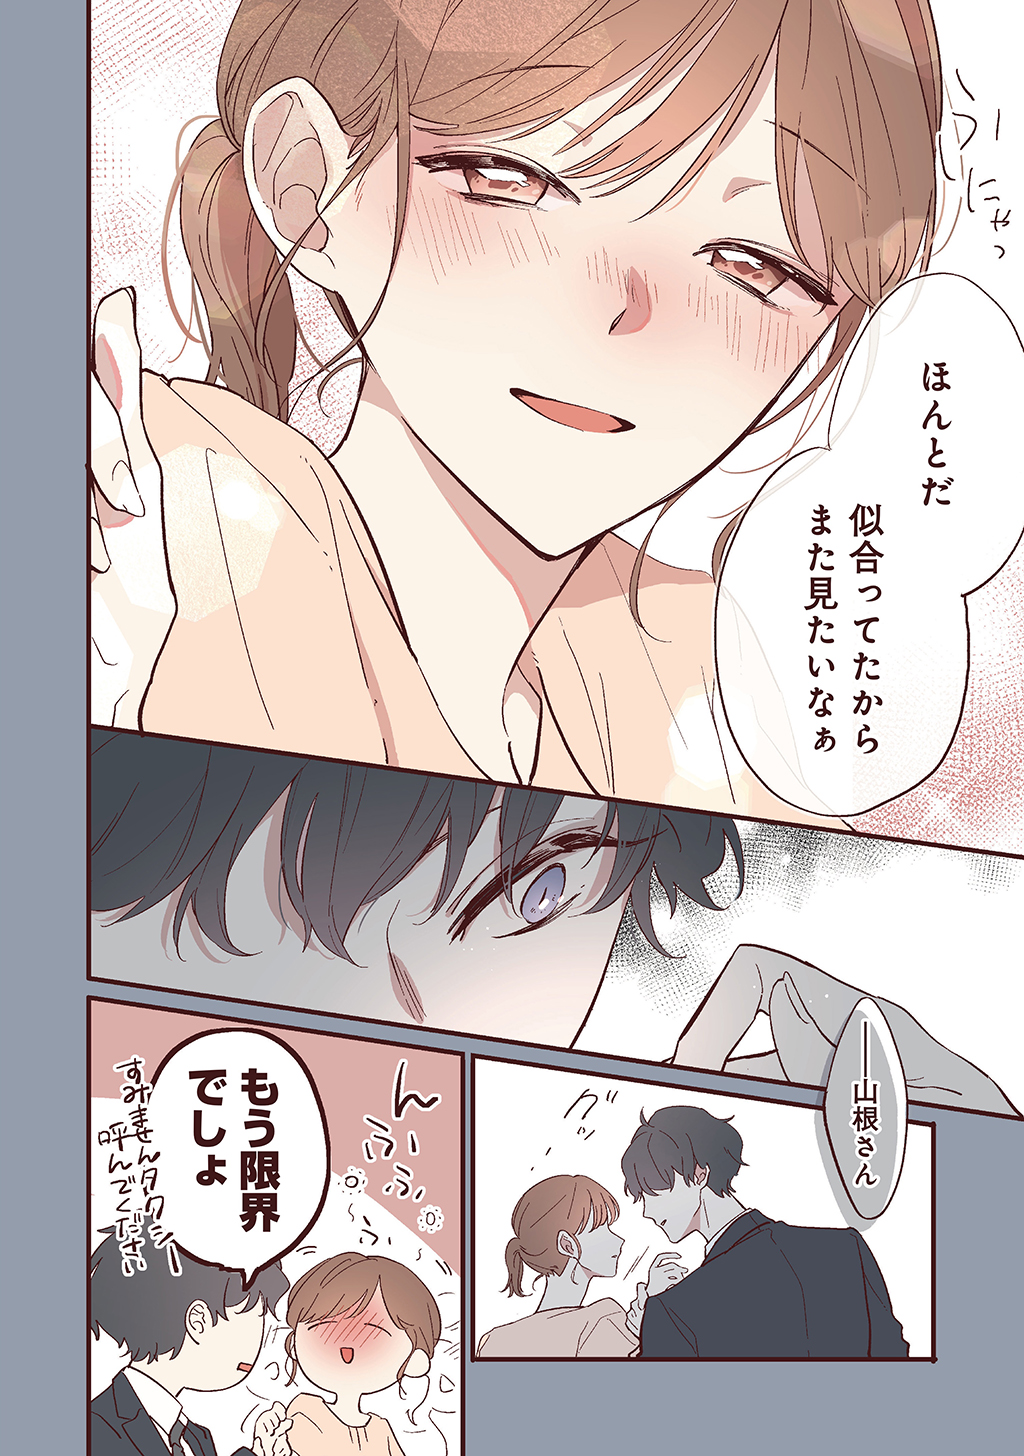 ふにゃっ
ほんとだ
似合ってたから
また見たいなぁ
――山根さん
グッ
んふふ
ふ
もう限界
でしょ
すみませんタクシー
呼んでください